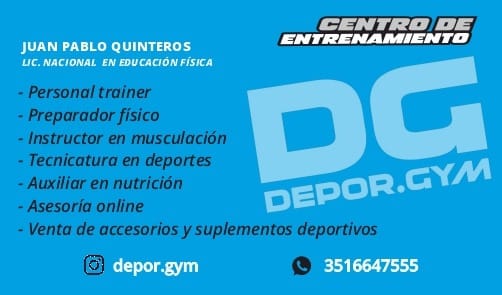 CENTRO DE
ENTRENAMIENTO
JUAN PABLO QUINTEROS
LIC. NACIONAL EN EDUCACIÓN FÍSICA
- Personal trainer
- Preparador físico
- Instructor en musculación
- Tecnicatura en deportes
- Auxiliar en nutrición
- Asesoría online
- Venta de accesorios y suplementos deportivos
DG
DEPOR.GYM
depor.gym
3516647555